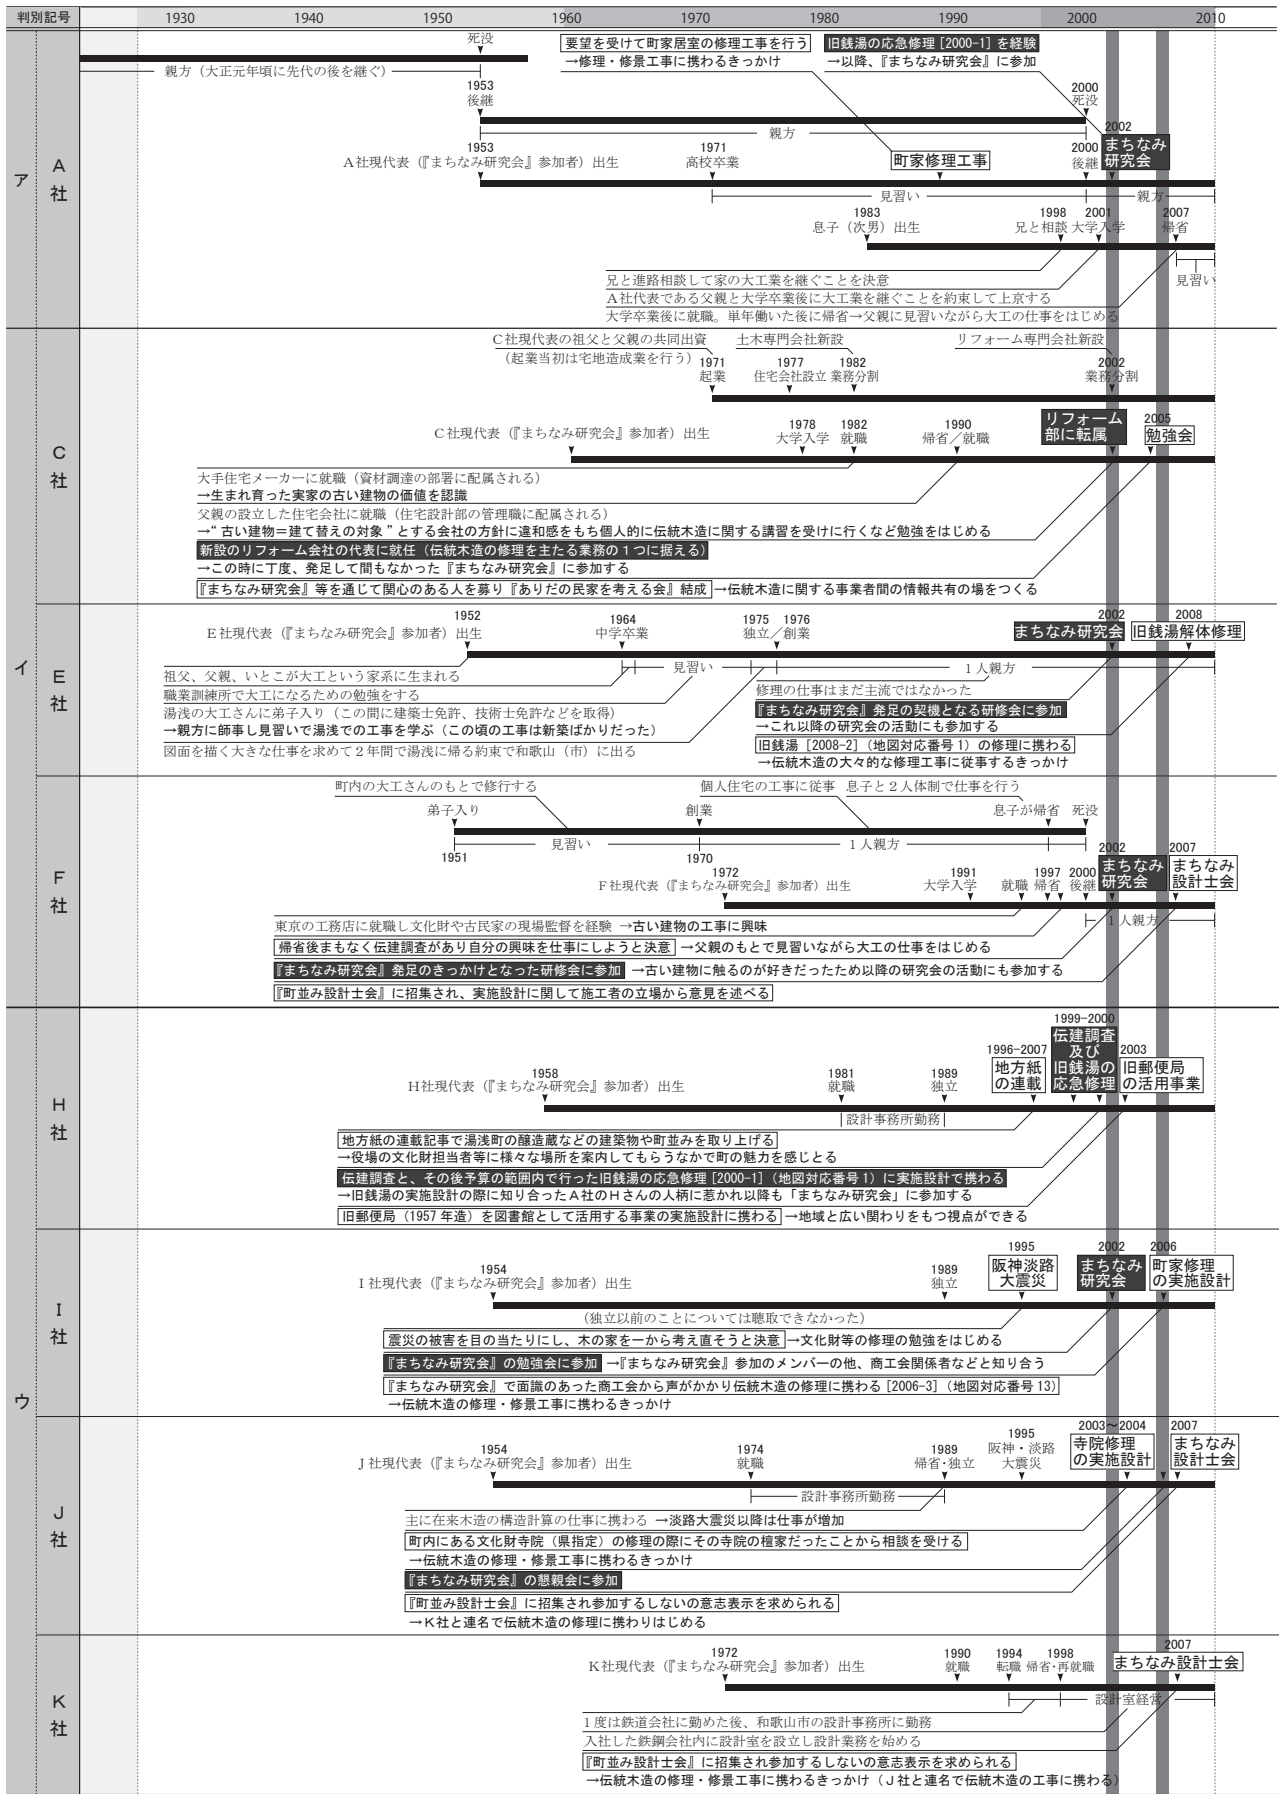 判別記号 1930 1940 1950 1960 1970 1980 1990 2000 2010
ア
A社
死没
親方（大正元年頃に先代の後を継ぐ）
要望を受けて町家居室の修理工事を行う
→修理・修景工事に携わるきっかけ
旧銭湯の応急修理［2000-1］を経験
→以降、『まちなみ研究会』に参加
1953
後継
2000
死没
親方
2002
まちなみ
研究会
1953
A社現代表（『まちなみ研究会』参加者）出生
1971
高校卒業
町家修理工事
2000
後継
見習い
親方
1983
息子（次男）出生
1998
兄と相談
2001
大学入学
2007
帰省
見習い
兄と進路相談して家の大工業を継ぐことを決意
A社代表である父親と大学卒業後に大工業を継ぐことを約束して上京する
大学卒業後に就職。単年働いた後に帰省→父親に見習いながら大工の仕事をはじめる
イ
C社
C社現代表の祖父と父親の共同出資
（起業当初は宅地造成業を行う）
土木専門会社新設
リフォーム専門会社新設
1971
起業
1977
住宅会社設立
1982
業務分割
2002
業務分割
リフォーム
部に転属
2005
勉強会
C社現代表（『まちなみ研究会』参加者）出生
1978
大学入学
1982
就職
1990
帰省／就職
大手住宅メーカーに就職（資材調達の部署に配属される）
→生まれ育った実家の古い建物の価値を認識
父親の設立した住宅会社に就職（住宅設計部の管理職に配属される）
→“古い建物＝建て替えの対象”とする会社の方針に違和感をもち個人的に伝統木造に関する講習を受けに行くなど勉強をはじめる
新設のリフォーム会社の代表に就任（伝統木造の修理を主たる業務の１つに据える）
→この時に丁度、発足して間もなかった『まちなみ研究会』に参加する
『まちなみ研究会』等を通じて関心のある人を募り『ありだの民家を考える会』結成→伝統木造に関する事業者間の情報共有の場をつくる
E社
1952
E社現代表（『まちなみ研究会』参加者）出生
1964
中学卒業
1975
独立／
1976
創業
2002
まちなみ研究会
2008
旧銭湯解体修理
見習い
１人親方
祖父、父親、いとこが大工という家系に生まれる
職業訓練所で大工になるための勉強をする
湯浅の大工さんに弟子入り（この間に建築士免許、技術士免許などを取得）
→親方に師事し見習いで湯浅での工事を学ぶ（この頃の工事は新築ばかりだった）
図面を描く大きな仕事を求めて２年間で湯浅に帰る約束で和歌山（市）に出る
修理の仕事はまだ主流ではなかった
『まちなみ研究会』発足の契機となる研修会に参加
→これ以降の研究会の活動にも参加する
旧銭湯［2008-2］（地図対応番号1）の修理に携わる
→伝統木造の大々的な修理工事に従事するきっかけ
F社
町内の大工さんのもとで修行する
個人住宅の工事に従事
息子と２人体制で仕事を行う
弟子入り
創業
息子が帰省
死没
1951
見習い
1970
１人親方
1972
F社現代表（『まちなみ研究会』参加者）出生
1991
大学入学
就職
1997
帰省
2000
後継
2002
まちなみ
研究会
2007
まちなみ
設計士会
１人親方
東京の工務店に就職し文化財や古民家の現場監督を経験 →古い建物の工事に興味
帰省後まもなく伝建調査があり自分の興味を仕事にしようと決意 →父親のもとで見習いながら大工の仕事をはじめる
『まちなみ研究会』発足のきっかけとなった研修会に参加 →古い建物に触るのが好きだったため以降の研究会の活動にも参加する
『町並み設計士会』に招集され、実施設計に関して施工者の立場から意見を述べる
ウ
H社
1958
H社現代表（『まちなみ研究会』参加者）出生
1981
就職
1989
独立
1996-2007
地方紙
の連載
1999-2000
伝建調査
及び
旧銭湯の
応急修理
2003
旧郵便局
の活用事業
設計事務所勤務
地方紙の連載記事で湯浅町の醸造蔵などの建築物や町並みを取り上げる
→役場の文化財担当者等に様々な場所を案内してもらうなかで町の魅力を感じとる
伝建調査と、その後予算の範囲内で行った旧銭湯の応急修理［2000-1］（地図対応番号1）に実施設計で携わる
→旧銭湯の実施設計の際に知り合ったA社のHさんの人柄に惹かれ以降も「まちなみ研究会」に参加する
旧郵便局（1957年造）を図書館として活用する事業の実施設計に携わる→地域と広い関わりをもつ視点ができる
I社
1954
I社現代表（『まちなみ研究会』参加者）出生
1989
独立
1995
阪神淡路
大震災
2002
まちなみ
研究会
2006
町家修理
の実施設計
（独立以前のことについては聴取できなかった）
震災の被害を目の当たりにし、木の家を一から考え直そうと決意→文化財等の修理の勉強をはじめる
『まちなみ研究会』の勉強会に参加 →『まちなみ研究会』参加のメンバーの他、商工会関係者などと知り合う
『まちなみ研究会』で面識のあった商工会から声がかかり伝統木造の修理に携わる［2006-3］（地図対応番号13）
→伝統木造の修理・修景工事に携わるきっかけ
J社
1954
J社現代表（『まちなみ研究会』参加者）出生
1974
就職
1989
帰省・独立
1995
阪神・淡路
大震災
2003～2004
寺院修理
の実施設計
2007
まちなみ
設計士会
設計事務所勤務
主に在来木造の構造計算の仕事に携わる →淡路大震災以降は仕事が増加
町内にある文化財寺院（県指定）の修理の際にその寺院の檀家だったことから相談を受ける
→伝統木造の修理・修景工事に携わるきっかけ
『まちなみ研究会』の懇親会に参加
『町並み設計士会』に招集され参加するしないの意志表示を求められる
→K社と連名で伝統木造の修理に携わりはじめる
K社
1972
K社現代表（『まちなみ研究会』参加者）出生
1990
就職
1994
転職
1998
帰省・再就職
2007
まちなみ設計士会
設計室経営
１度は鉄道会社に勤めた後、和歌山市の設計事務所に勤務
入社した鉄鋼会社内に設計室を設立し設計業務を始める
『町並み設計士会』に招集され参加するしないの意志表示を求められる
→伝統木造の修理・修景工事に携わるきっかけ（J社と連名で伝統木造の工事に携わる）